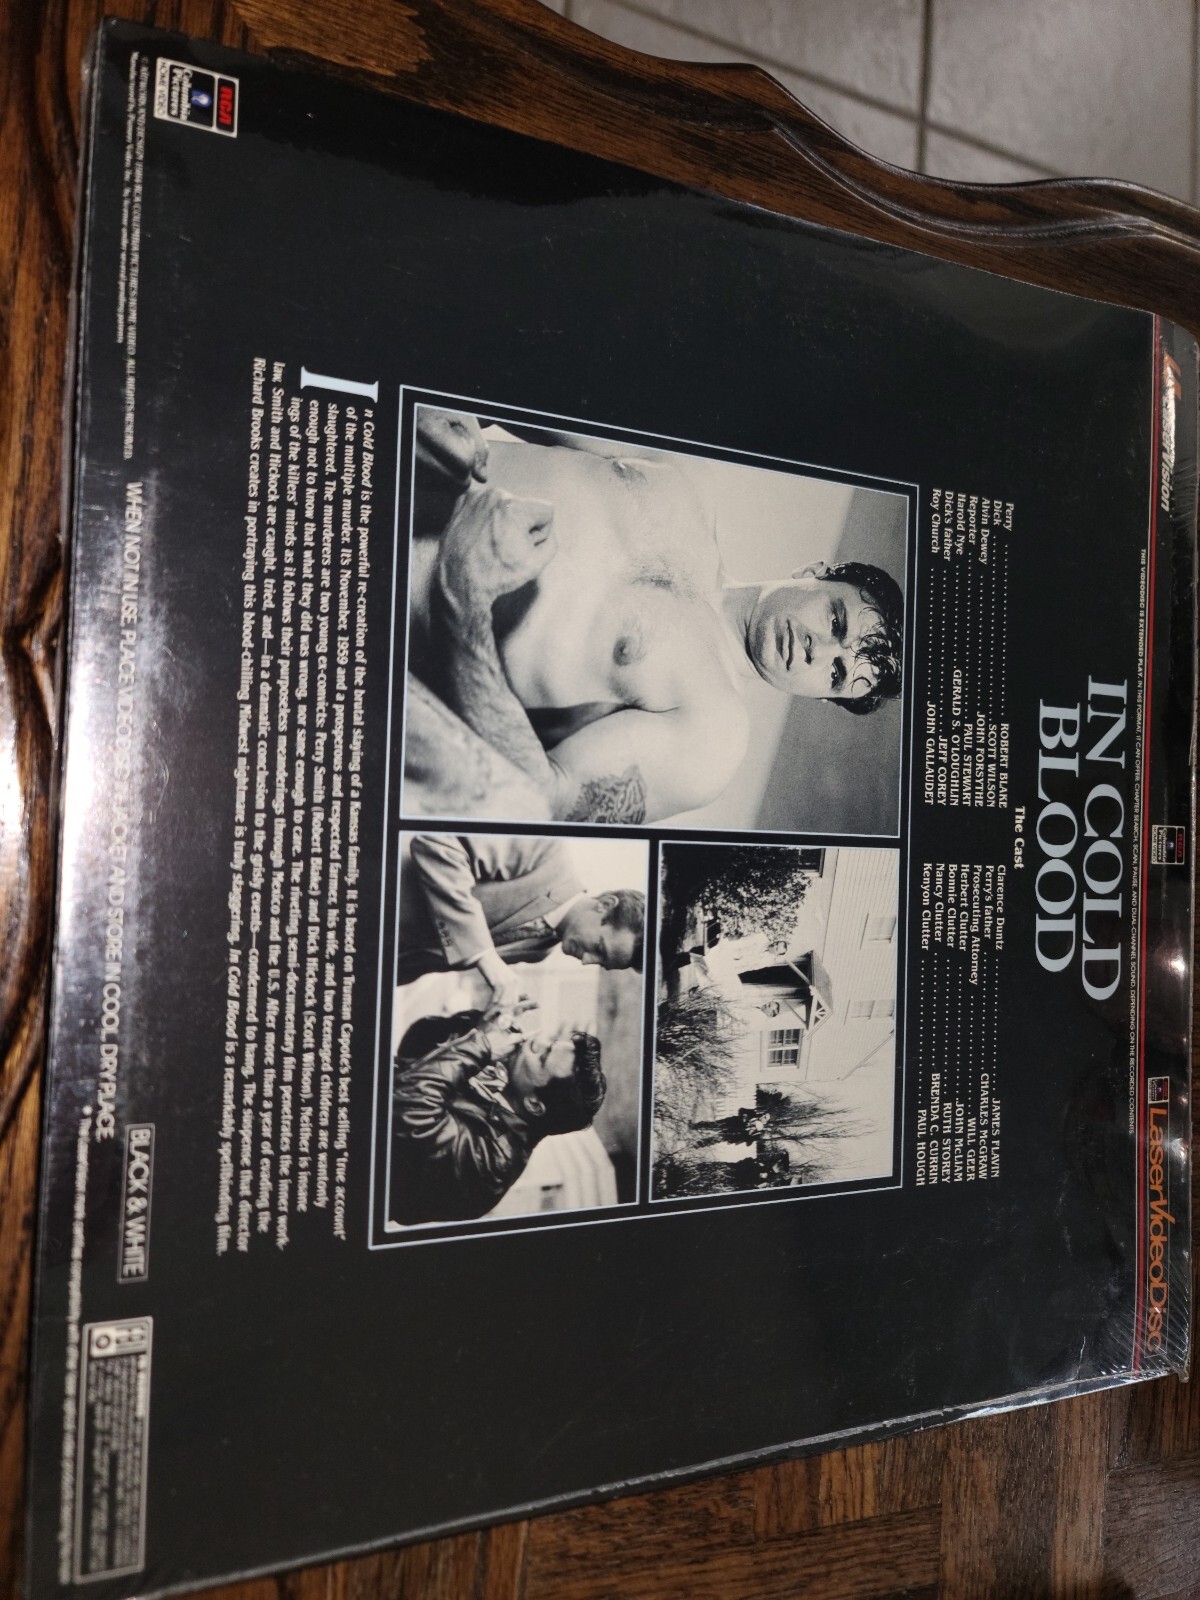 LaserVision
RCA
Columbia
Pictures
HOME VIDEO
LASERVIDEODISC
THIS VIDEODISC IS EXTENDED PLAY. IN THIS FORMAT, IT CAN OFFER: CHAPTER SEARCH, SCAN, PAUSE, AND DUAL CHANNEL SOUND, DEPENDING ON THE RECORDED CONTENTS.
IN COLD
BLOOD
The Cast
Perry . . . . . . . . . . . . . . . ROBERT BLAKE
Dick . . . . . . . . . . . . . . . SCOTT WILSON
Alvin Dewey . . . . . . . . . . . . JOHN FORSYTHE
Reporter . . . . . . . . . . . . . PAUL STEWART
Harold Nye . . . . . . . . GERALD S. O'LOUGHLIN
Dick's father . . . . . . . . . . . JEFF COREY
Roy Church . . . . . . . . . . . JOHN GALLAUDET
Clarence Duntz . . . . . . . . . . JAMES FLAVIN
Perry's father . . . . . . . . . CHARLES McGRAW
Prosecuting Attorney . . . . . . . . WILL GEER
Herbert Clutter . . . . . . . . . . JOHN McLIAM
Bonnie Clutter . . . . . . . . . . RUTH STOREY
Nancy Clutter . . . . . . . . BRENDA C. CURRIN
Kenyon Clutter . . . . . . . . . . PAUL HOUGH
In Cold Blood is the powerful re-creation of the brutal slaying of a Kansas family. It is based on Truman Capote's best selling 'true account'
of the multiple murder. It's November, 1959 and a prosperous and respected farmer, his wife, and two teenaged children are wantonly
slaughtered. The murderers are two young ex-convicts: Perry Smith (Robert Blake) and Dick Hickock (Scott Wilson). Neither is insane
enough not to know that what they did was wrong, nor sane enough to care. The riveting semi-documentary film penetrates the inner work-
ings of the killers' minds as it follows their purposeless meanderings through Mexico and the U.S. After more than a year of eluding the
law, Smith and Hickock are caught, tried, and—in a dramatic conclusion to the grisly events—condemned to hang. The suspense that director
Richard Brooks creates in portraying this blood-chilling Midwest nightmare is truly staggering. In Cold Blood is a remarkably spellbinding film.
RCA
Columbia
Pictures
HOME VIDEO
WHEN NOT IN USE, PLACE VIDEODISC IN JACKET AND STORE IN COOL, DRY PLACE.
BLACK & WHITE